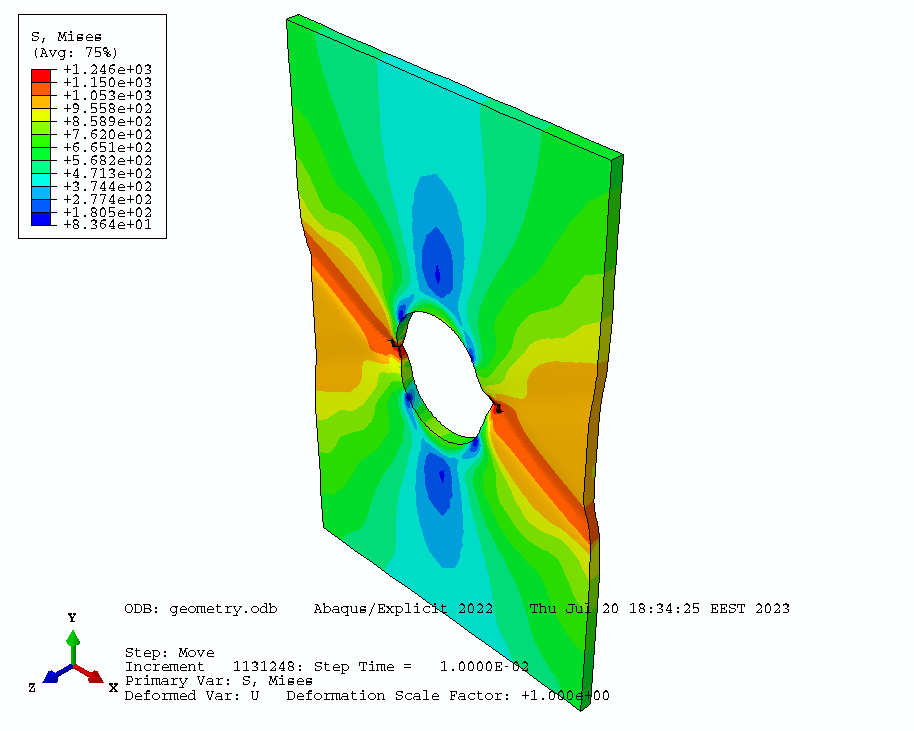 S, Mises
(Avg: 75%)
+1.246e+03
+1.150e+03
+1.053e+03
+9.558e+02
+8.589e+02
+7.620e+02
+6.651e+02
+5.682e+02
+4.713e+02
+3.744e+02
+2.774e+02
+1.805e+02
+8.364e+01
ODB: geometry.odb    Abaqus/Explicit 2022    Thu Jul 20 18:34:25 EEST 2023
Y
Z
X
Step: Move
Increment   1131248: Step Time =   1.0000E-02
Primary Var: S, Mises
Deformed Var: U   Deformation Scale Factor: +1.000e+00